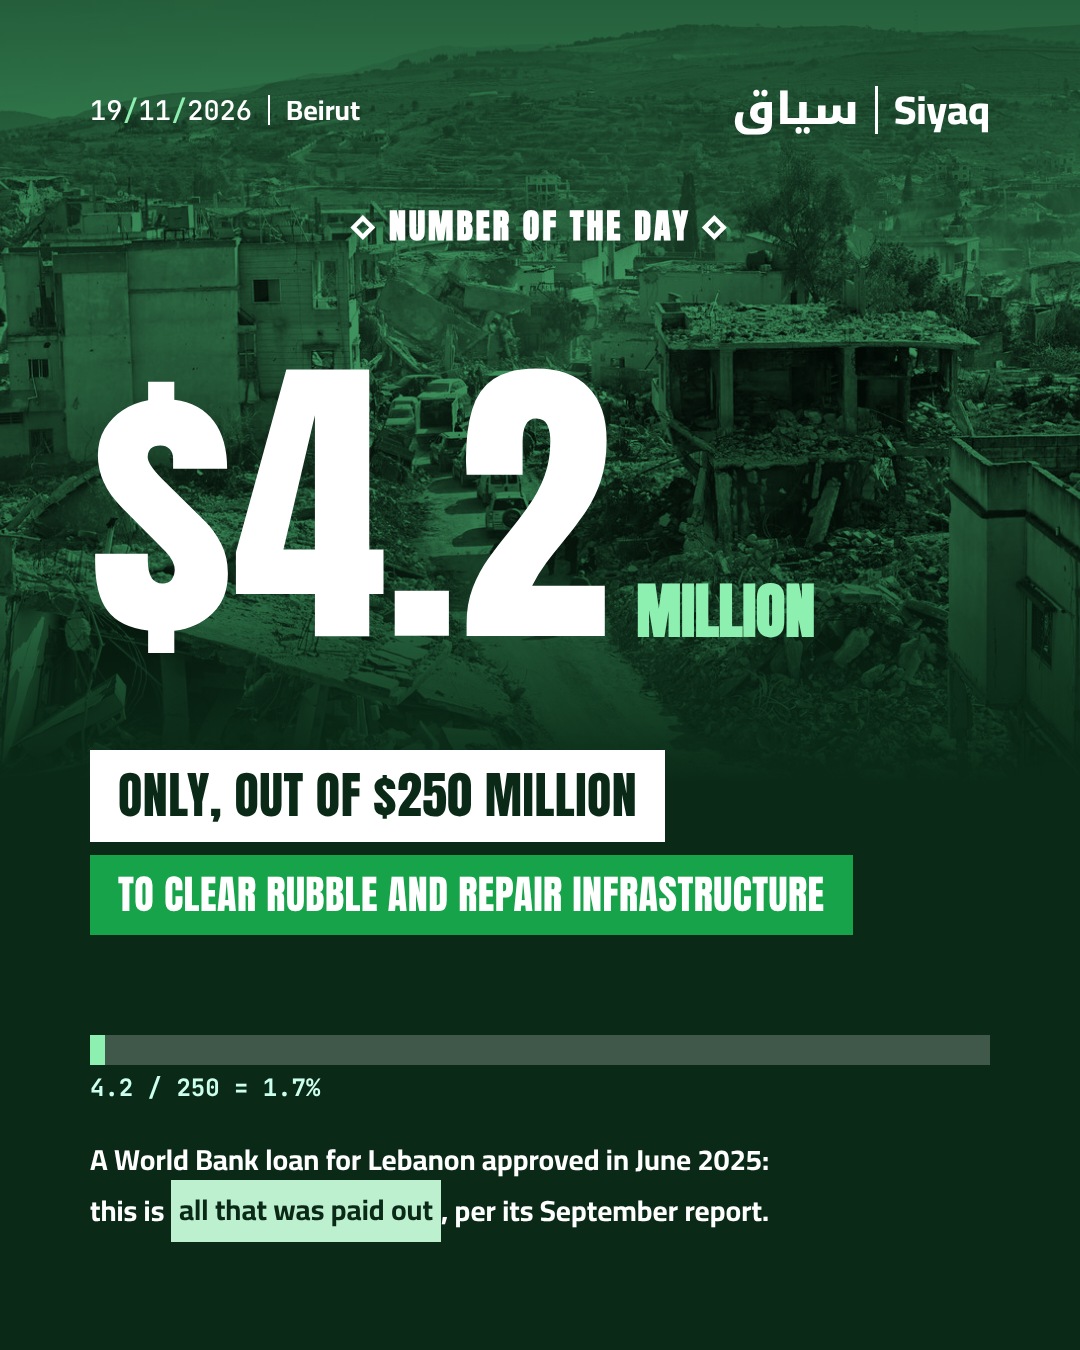 19/11/2026 | Beirut
سياق | Siyaq
NUMBER OF THE DAY
$4.2 MILLION
ONLY, OUT OF $250 MILLION
TO CLEAR RUBBLE AND REPAIR INFRASTRUCTURE
4.2 / 250 = 1.7%
A World Bank loan for Lebanon approved in June 2025:
this is all that was paid out, per its September report.